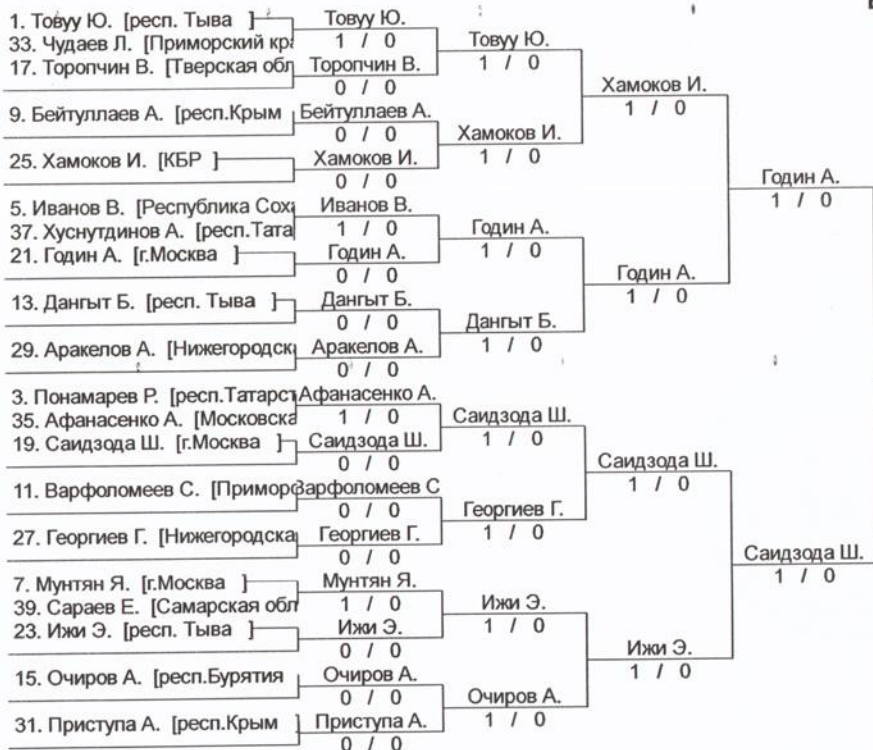 1. Товуу Ю. [респ. Тыва ]
33. Чудаев Л. [Приморский кра
17. Торопчин В. [Тверская обл
9. Бейтуллаев А. [респ.Крым
25. Хамоков И. [КБР ]
5. Иванов В. [Республика Саха
37. Хуснутдинов А. [респ.Тата
21. Годин А. [г.Москва ]
13. Дангыт Б. [респ. Тыва ]
29. Аракелов А. [Нижегородск
3. Понамарев Р. [респ.Татарст
35. Афанасенко А. [Московска
19. Саидзода Ш. [г.Москва ]
11. Варфоломеев С. [Примор
27. Георгиев Г. [Нижегородска
7. Мунтян Я. [г.Москва ]
39. Сараев Е. [Самарская обл
23. Ижи Э. [респ. Тыва ]
15. Очиров А. [респ.Бурятия
31. Приступа А. [респ.Крым
Товуу Ю.
1 / 0
Торопчин В.
0 / 0
Бейтуллаев А.
0 / 0
Хамоков И.
0 / 0
Иванов В.
1 / 0
Годин А.
0 / 0
Дангыт Б.
0 / 0
Аракелов А.
0 / 0
Афанасенко А.
1 / 0
Саидзода Ш.
0 / 0
Варфоломеев С
0 / 0
Георгиев Г.
0 / 0
Мунтян Я.
1 / 0
Ижи Э.
0 / 0
Очиров А.
0 / 0
Приступа А.
0 / 0
Товуу Ю.
1 / 0
Хамоков И.
1 / 0
Годин А.
1 / 0
Дангыт Б.
1 / 0
Саидзода Ш.
1 / 0
Георгиев Г.
1 / 0
Ижи Э.
1 / 0
Очиров А.
1 / 0
Хамоков И.
1 / 0
Годин А.
1 / 0
Саидзода Ш.
1 / 0
Ижи Э.
1 / 0
Годин А.
1 / 0
Саидзода Ш.
1 / 0